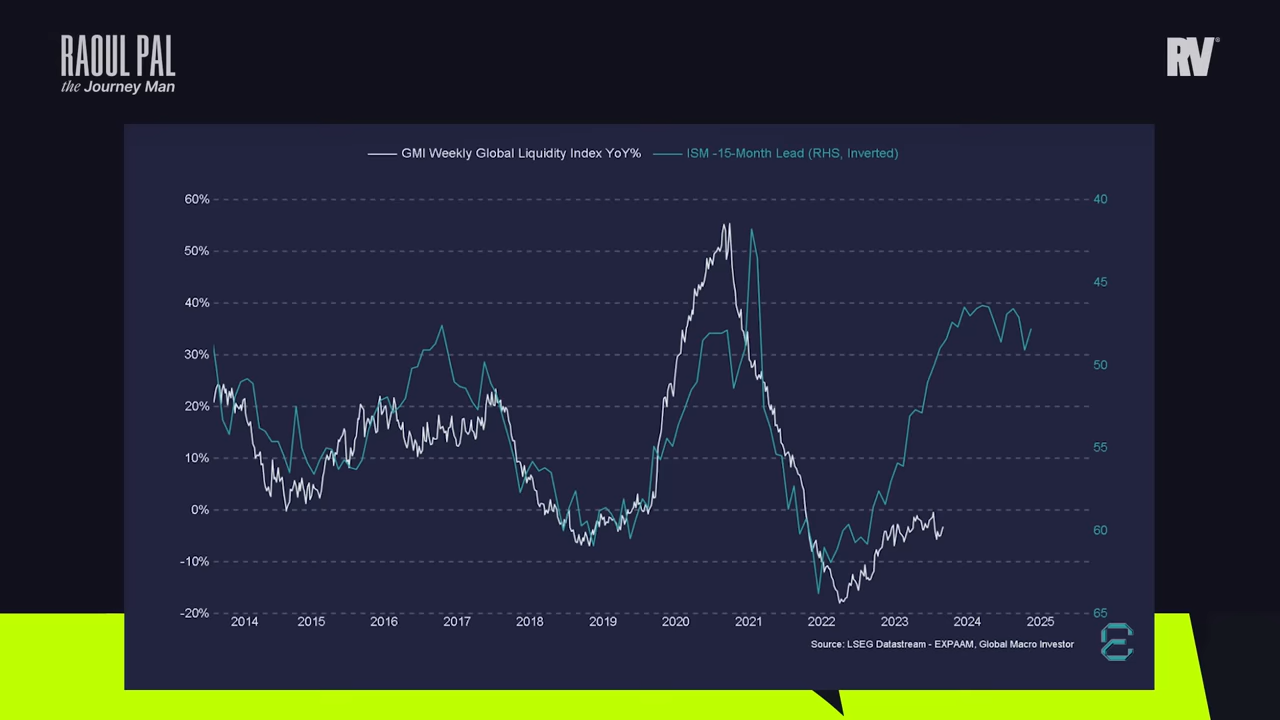 RAOUL PAL
the Journey Man
RV®
GMI Weekly Global Liquidity Index YoY%
ISM -15-Month Lead (RHS, Inverted)
60%
50%
40%
30%
20%
10%
0%
-10%
-20%
40
45
50
55
60
65
2014 2015 2016 2017 2018 2019 2020 2021 2022 2023 2024 2025
Source: LSEG Datastream - EXPAAM, Global Macro Investor